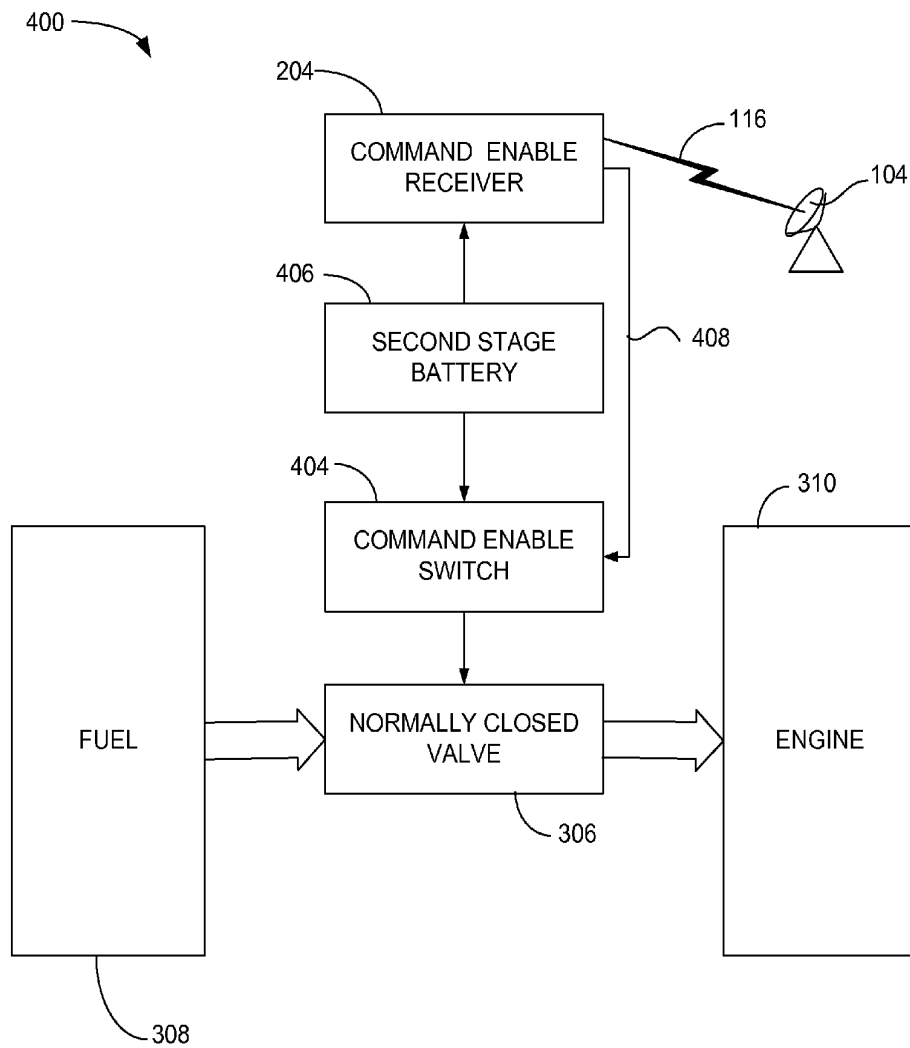 400
204
COMMAND ENABLE
RECEIVER
116
104
406
SECOND STAGE
BATTERY
408
404
COMMAND ENABLE
SWITCH
310
FUEL
NORMALLY CLOSED
VALVE
ENGINE
306
308